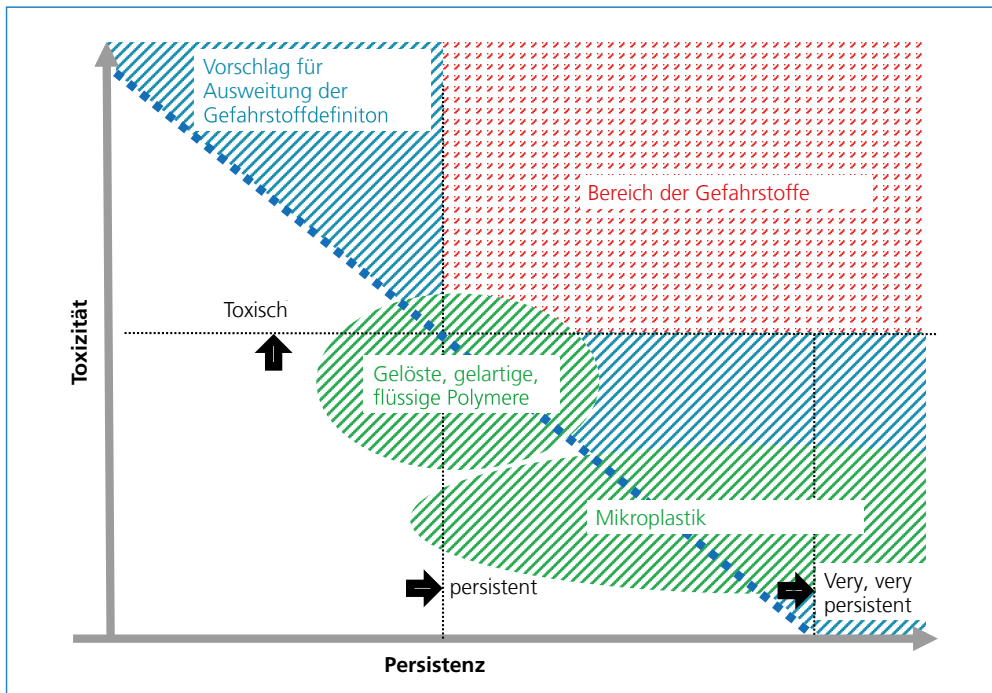 Vorschlag für
Ausweitung der
Gefahrstoffdefiniton
Bereich der Gefahrstoffe
Toxisch
Toxizität
Gelöste, gelartige,
flüssige Polymere
Mikroplastik
persistent
Very, very
persistent
Persistenz